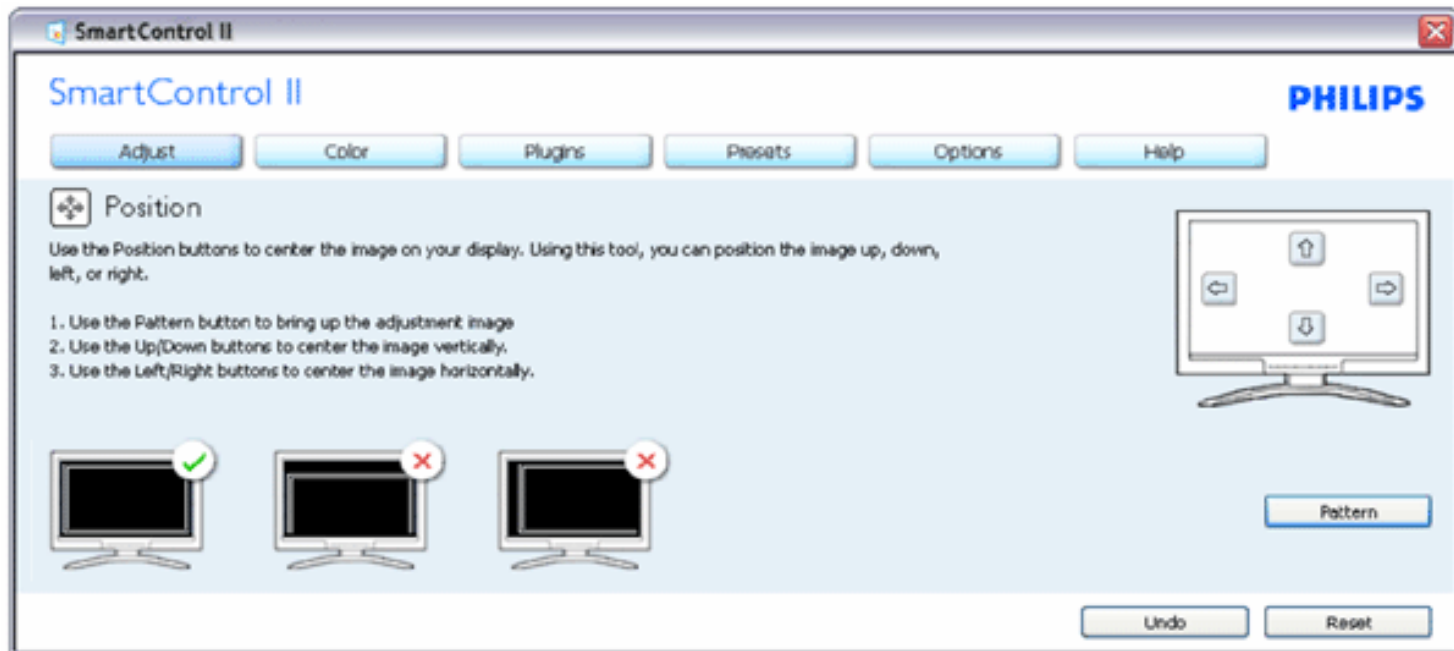 SmartControl II
SmartControl II
PHILIPS
Adjust
Color
Plugins
Presets
Options
Help
Position
Use the Position buttons to center the image on your display. Using this tool, you can position the image up, down,
left, or right.
1. Use the Pattern button to bring up the adjustment image
2. Use the Up/Down buttons to center the image vertically.
3. Use the Left/Right buttons to center the image horizontally.
Pattern
Undo
Reset